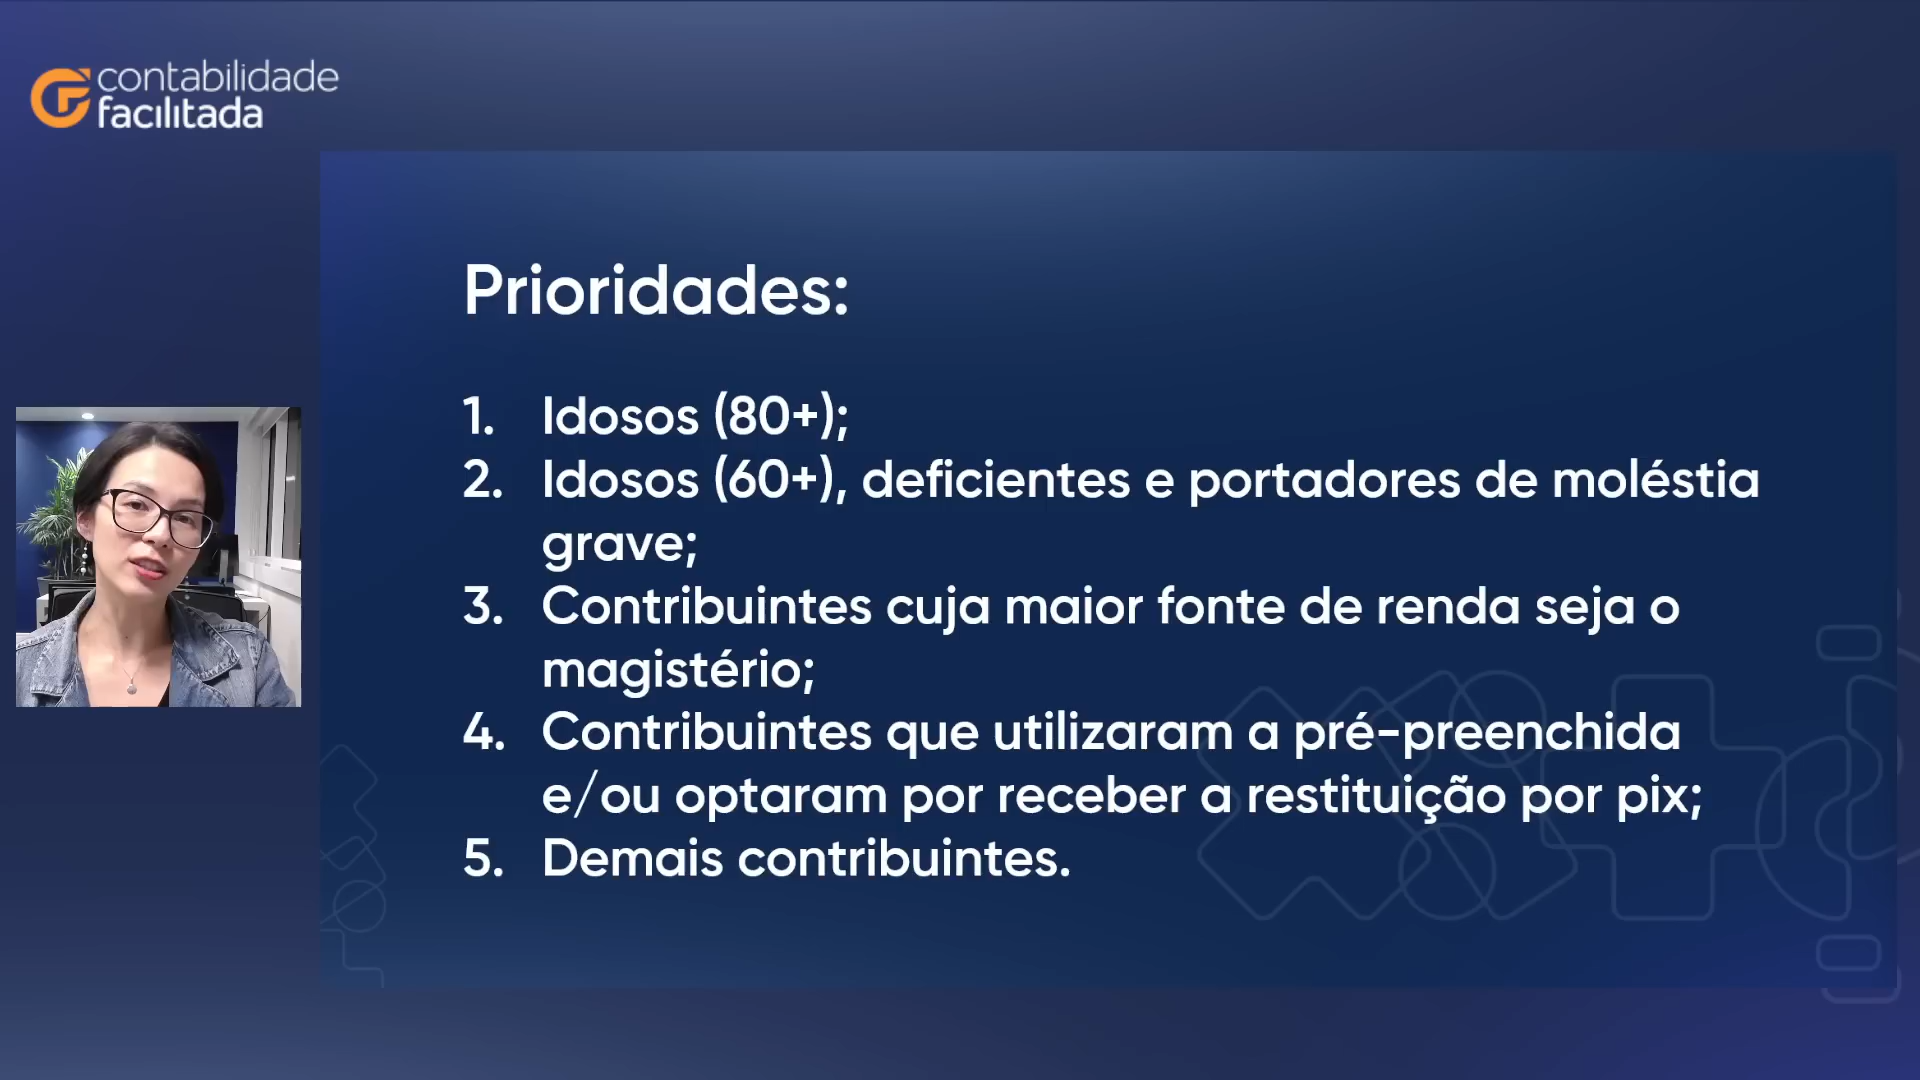 contabilidade
facilitada
Prioridades:
1. Idosos (80+);
2. Idosos (60+), deficientes e portadores de moléstia
grave;
3. Contribuintes cuja maior fonte de renda seja o
magistério;
4. Contribuintes que utilizaram a pré-preenchida
e/ou optaram por receber a restituição por pix;
5. Demais contribuintes.